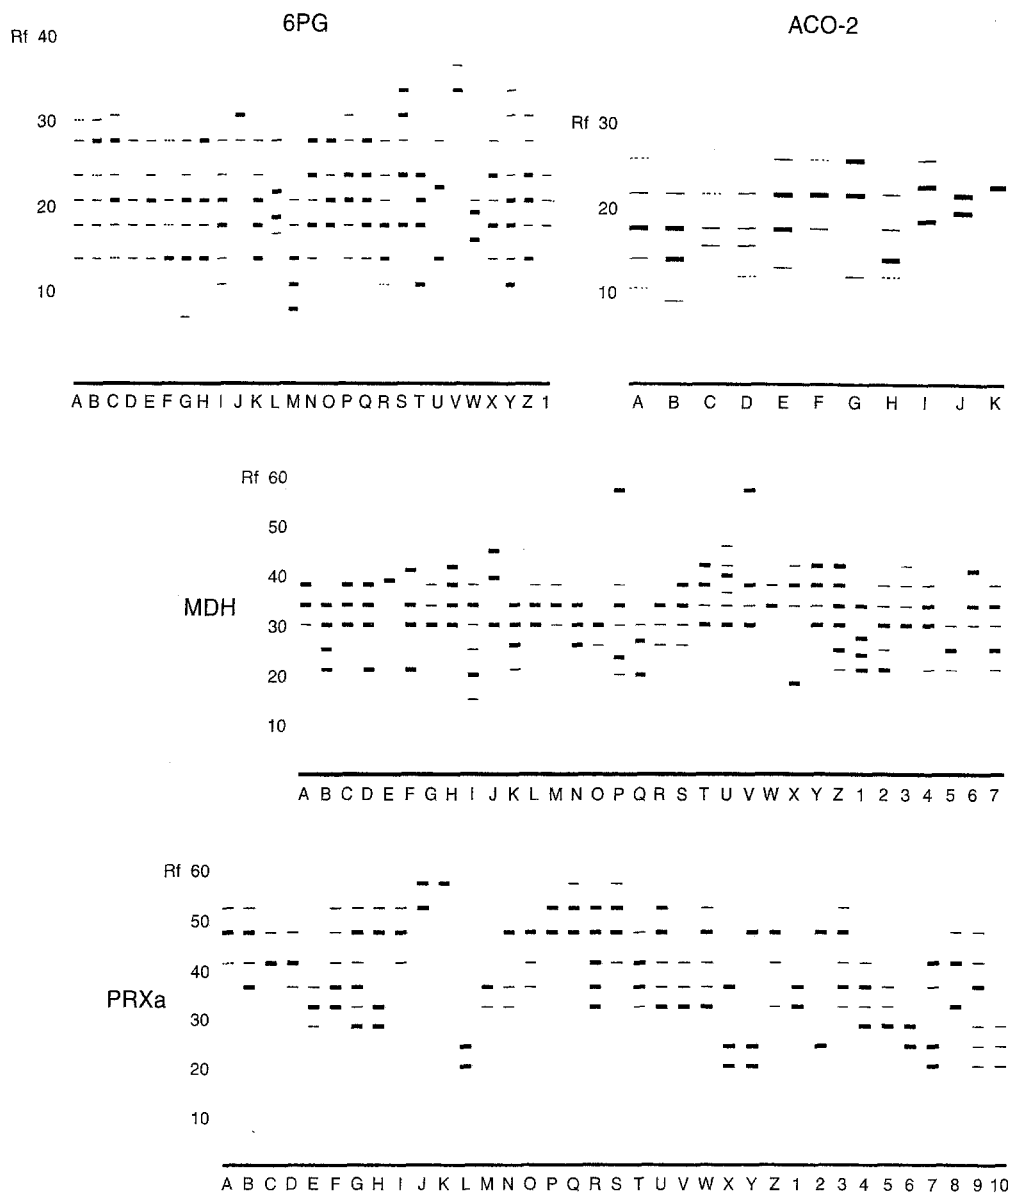 6PG
Rf 40
30
20
10
A B C D E F G H I J K L M N O P Q R S T U V W X Y Z 1
ACO-2
Rf 30
20
10
A B C D E F G H I J K
MDH
Rf 60
50
40
30
20
10
A B C D E F G H I J K L M N O P Q R S T U V W X Y Z 1 2 3 4 5 6 7
PRXa
Rf 60
50
40
30
20
10
A B C D E F G H I J K L M N O P Q R S T U V W X Y Z 1 2 3 4 5 6 7 8 9 10